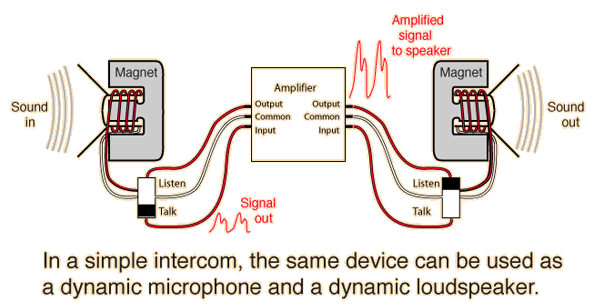 Amplified
signal
to speaker
Magnet
Magnet
Amplifier
Sound
in
Output
Output
Common
Common
Input
Input
Sound
out
Listen
Talk
Signal
out
Listen
Talk
In a simple intercom, the same device can be used as
a dynamic microphone and a dynamic loudspeaker.